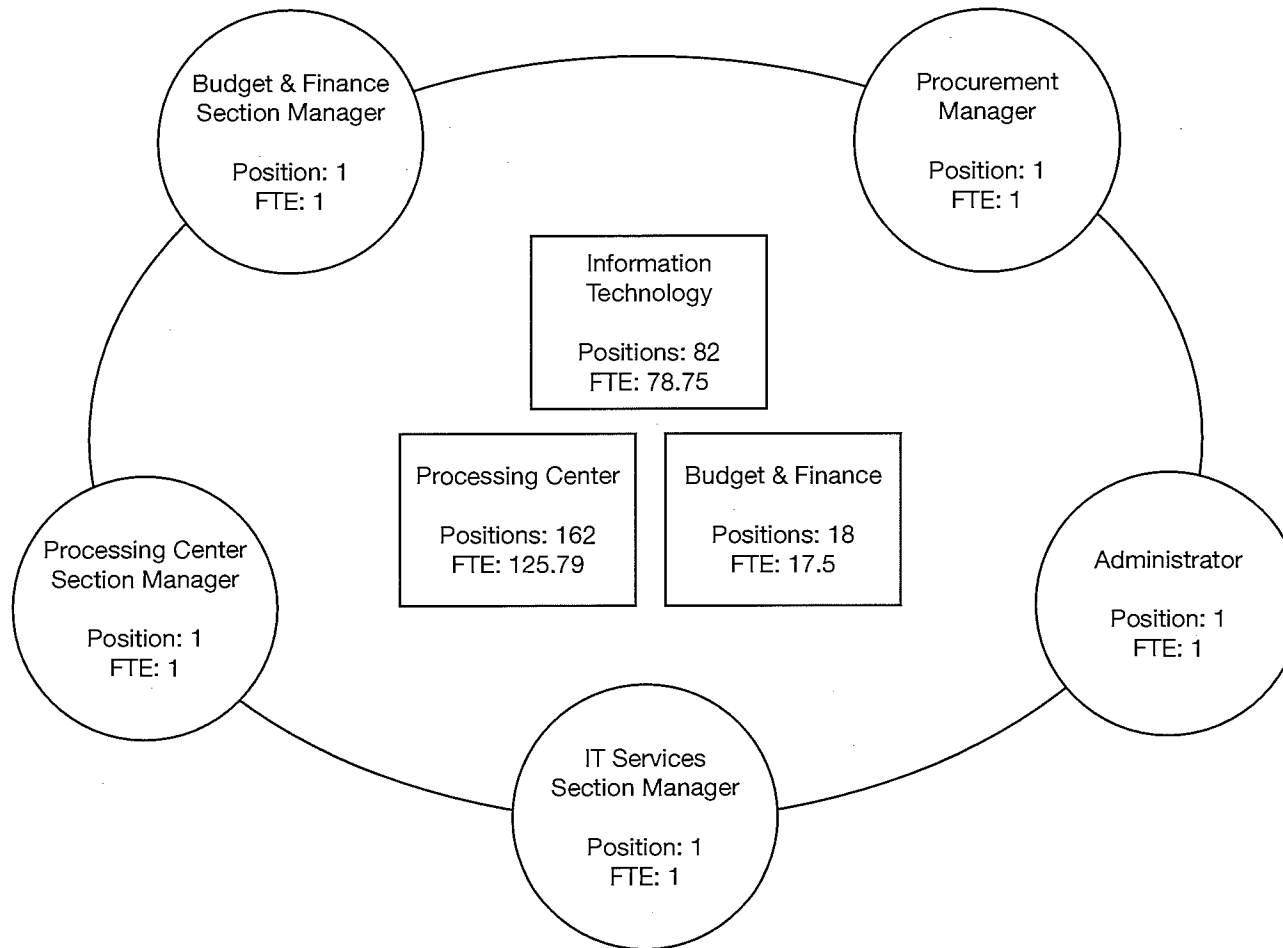 Budget & Finance
Section Manager
Position: 1
FTE: 1
Procurement
Manager
Position: 1
FTE: 1
Information
Technology
Positions: 82
FTE: 78.75
Processing Center
Positions: 162
FTE: 125.79
Budget & Finance
Positions: 18
FTE: 17.5
Processing Center
Section Manager
Position: 1
FTE: 1
Administrator
Position: 1
FTE: 1
IT Services
Section Manager
Position: 1
FTE: 1